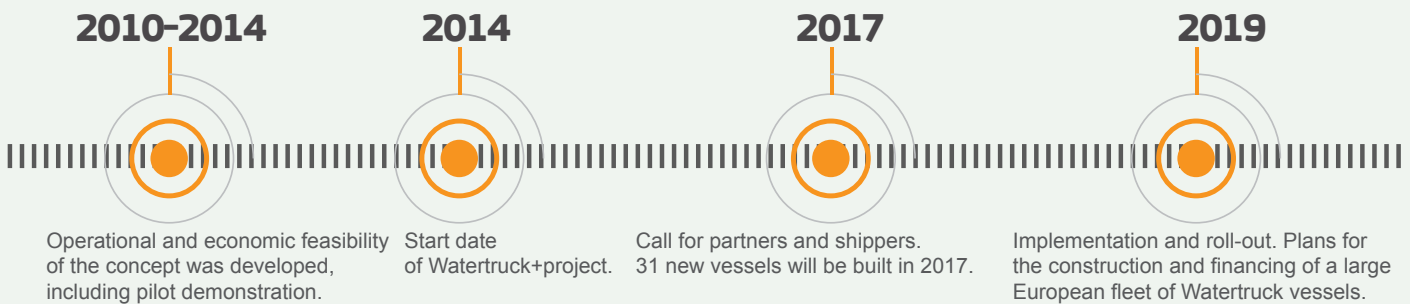 2010-2014
Operational and economic feasibility
of the concept was developed,
including pilot demonstration.
2014
Start date
of Watertruck+project.
2017
Call for partners and shippers.
31 new vessels will be built in 2017.
2019
Implementation and roll-out. Plans for
the construction and financing of a large
European fleet of Watertruck vessels.